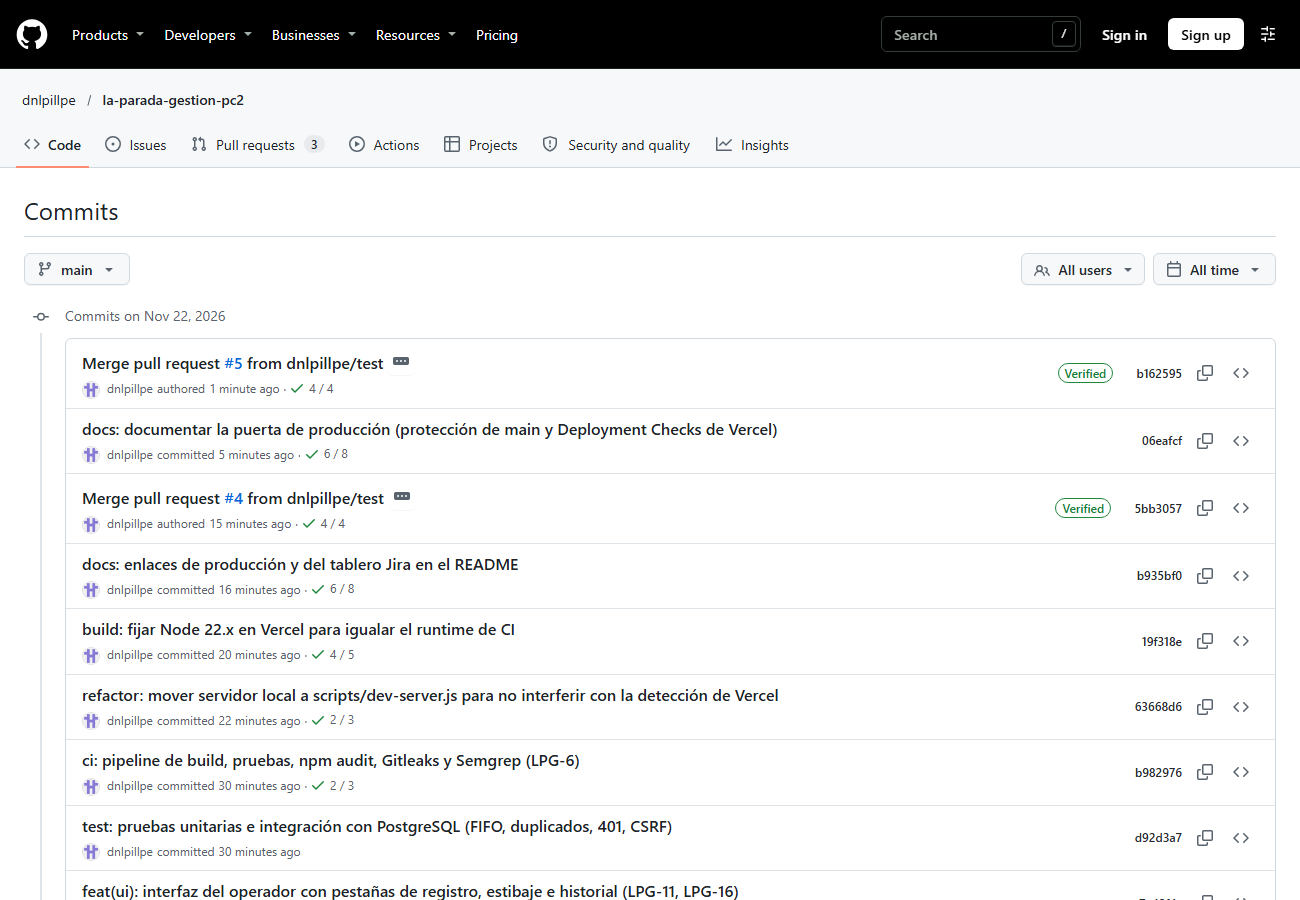 Products Developers Businesses Resources Pricing Search / Sign in Sign up
dnlpillpe / la-parada-gestion-pc2
Code Issues Pull requests 3 Actions Projects Security and quality Insights
Commits
main All users All time
Commits on Nov 22, 2026
Merge pull request #5 from dnlpillpe/test
Verified b162595
dnlpillpe authored 1 minute ago · 4 / 4
docs: documentar la puerta de producción (protección de main y Deployment Checks de Vercel)
06eafcf
dnlpillpe committed 5 minutes ago · 6 / 8
Merge pull request #4 from dnlpillpe/test
Verified 5bb3057
dnlpillpe authored 15 minutes ago · 4 / 4
docs: enlaces de producción y del tablero Jira en el README
b935bf0
dnlpillpe committed 16 minutes ago · 6 / 8
build: fijar Node 22.x en Vercel para igualar el runtime de CI
19f318e
dnlpillpe committed 20 minutes ago · 4 / 5
refactor: mover servidor local a scripts/dev-server.js para no interferir con la detección de Vercel
63668d6
dnlpillpe committed 22 minutes ago · 2 / 3
ci: pipeline de build, pruebas, npm audit, Gitleaks y Semgrep (LPG-6)
b982976
dnlpillpe committed 30 minutes ago · 2 / 3
test: pruebas unitarias e integración con PostgreSQL (FIFO, duplicados, 401, CSRF)
d92d3a7
dnlpillpe committed 30 minutes ago
feat(ui): interfaz del operador con pestañas de registro, estibaje e historial (LPG-11, LPG-16)